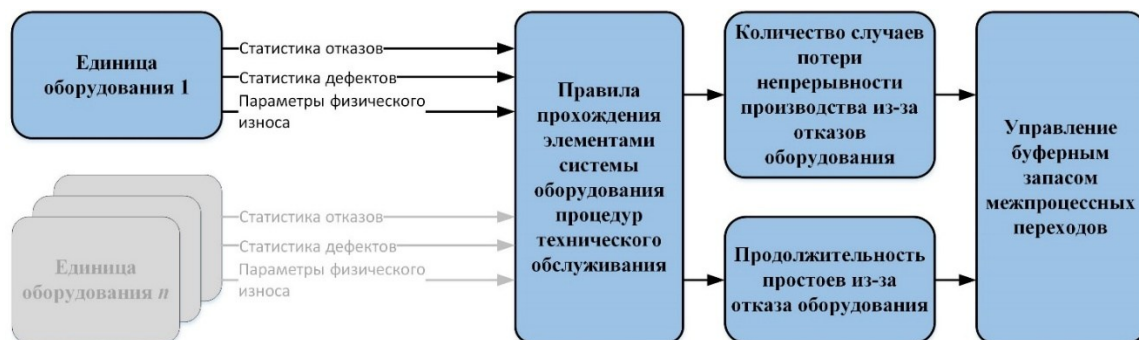 Единица
оборудования 1
Статистика отказов
Статистика дефектов
Параметры физического
износа
Единица
оборудования n
Статистика отказов
Статистика дефектов
Параметры физического
износа
Правила
прохождения
элементами
системы
оборудования
процедур
технического
обслуживания
Количество случаев
потери
непрерывности
производства из-за
отказов
оборудования
Продолжительность
простоев из-за
отказа оборудования
Управление
буферным
запасом
межпроцессных
переходов